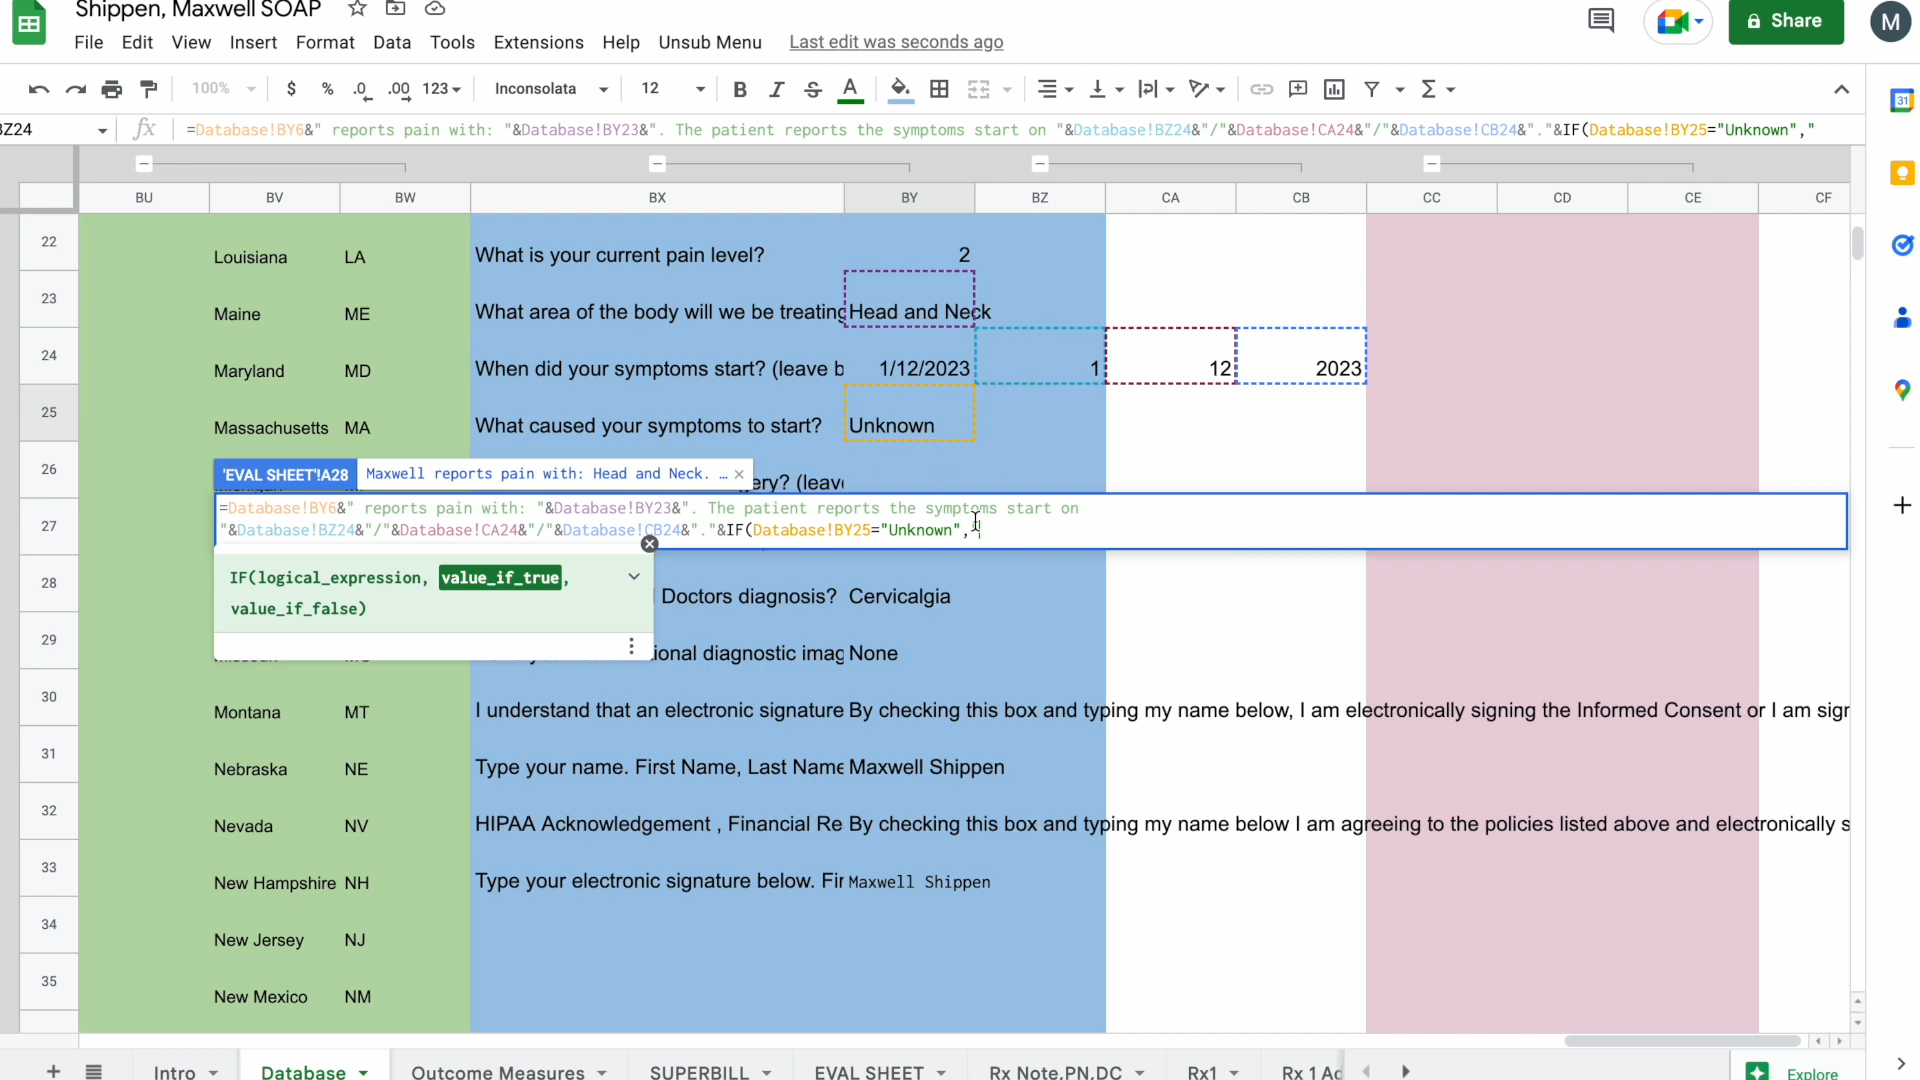 Shippen, Maxwell SOAP
File Edit View Insert Format Data Tools Extensions Help Unsub Menu Last edit was seconds ago
Share
M
100% $ % .0 .00 123 Inconsolata 12 B I S A
31
Z24 fx =Database!BY6&" reports pain with: "&Database!BY23&". The patient reports the symptoms start on "&Database!BZ24&"/"&Database!CA24&"/"&Database!CB24&"."&IF(Database!BY25="Unknown","
BU BV BW BX BY BZ CA CB CC CD CE CF
22 Louisiana LA What is your current pain level? 2
23 Maine ME What area of the body will we be treating Head and Neck
24 Maryland MD When did your symptoms start? (leave b 1/12/2023 1 12 2023
25 Massachusetts MA What caused your symptoms to start? Unknown
26 ery? (leave
'EVAL SHEET'!A28 Maxwell reports pain with: Head and Neck. … ×
27 =Database!BY6&" reports pain with: "&Database!BY23&". The patient reports the symptoms start on
"&Database!BZ24&"/"&Database!CA24&"/"&Database!CB24&"."&IF(Database!BY25="Unknown","
IF(logical_expression, value_if_true,
value_if_false)
28 Doctors diagnosis? Cervicalgia
29 ional diagnostic imag None
30 Montana MT I understand that an electronic signature By checking this box and typing my name below, I am electronically signing the Informed Consent or I am sigr
31 Nebraska NE Type your name. First Name, Last Name Maxwell Shippen
32 Nevada NV HIPAA Acknowledgement , Financial Re By checking this box and typing my name below I am agreeing to the policies listed above and electronically s
33 New Hampshire NH Type your electronic signature below. Fir Maxwell Shippen
34 New Jersey NJ
35 New Mexico NM
Intro Database Outcome Measures SUPERBILL EVAL SHEET Rx Note,PN,DC Rx1 Rx 1 Ad Explore